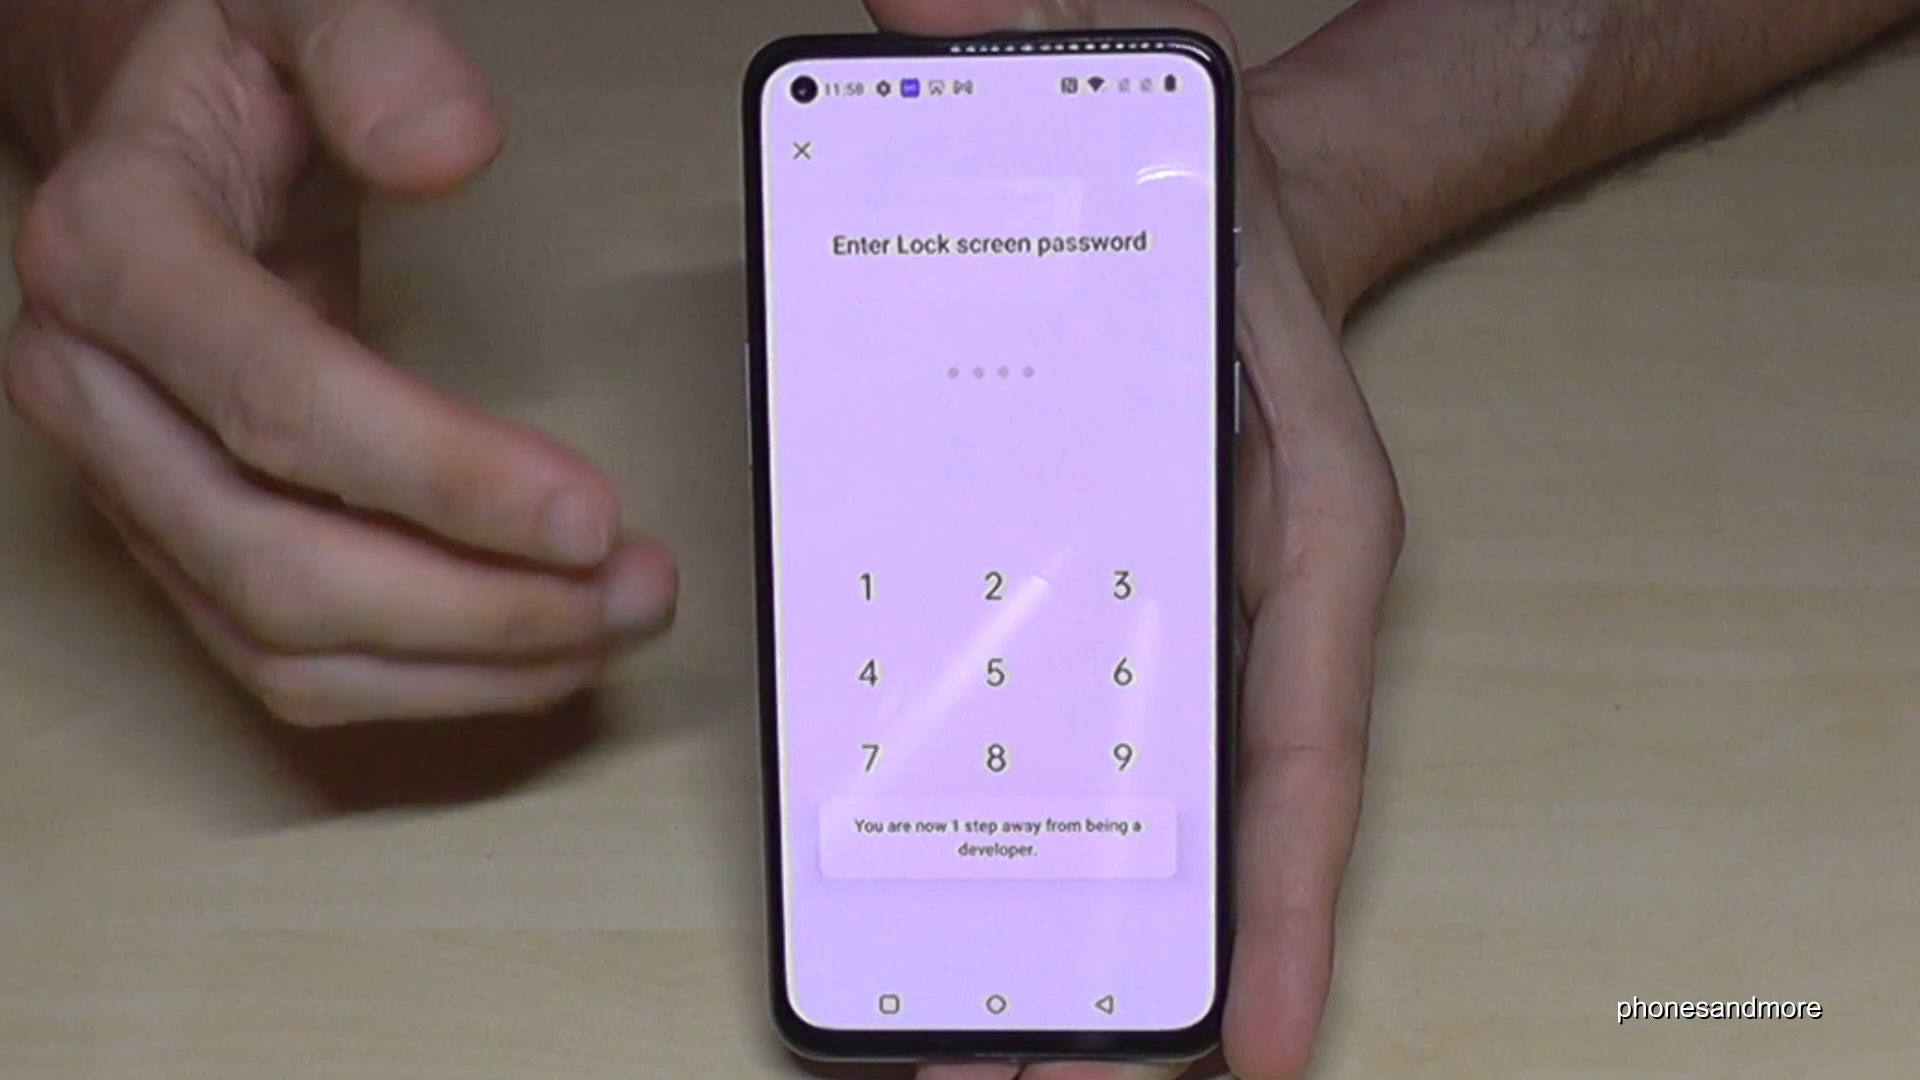 11:58
Enter Lock screen password
1 2 3
4 5 6
7 8 9
You are now 1 step away from being a
developer.
phonesandmore